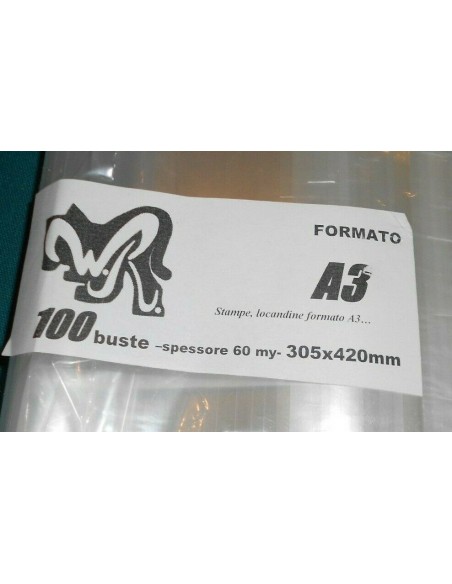 FORMATO
W.R.
A3
Stampe, locandine formato A3...
100 buste –spessore 60 my- 305x420mm